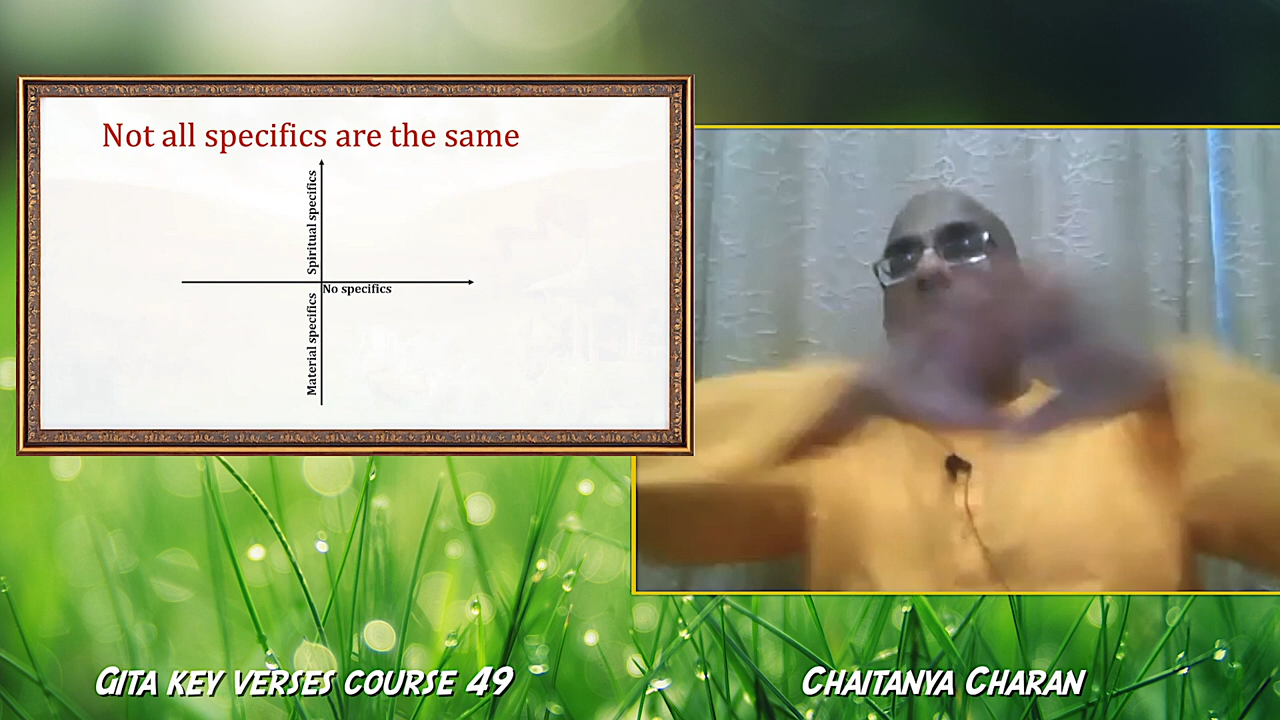 Not all specifics are the same
Spiritual specifics
No specifics
Material specifics
GITA KEY VERSES COURSE 49
CHAITANYA CHARAN